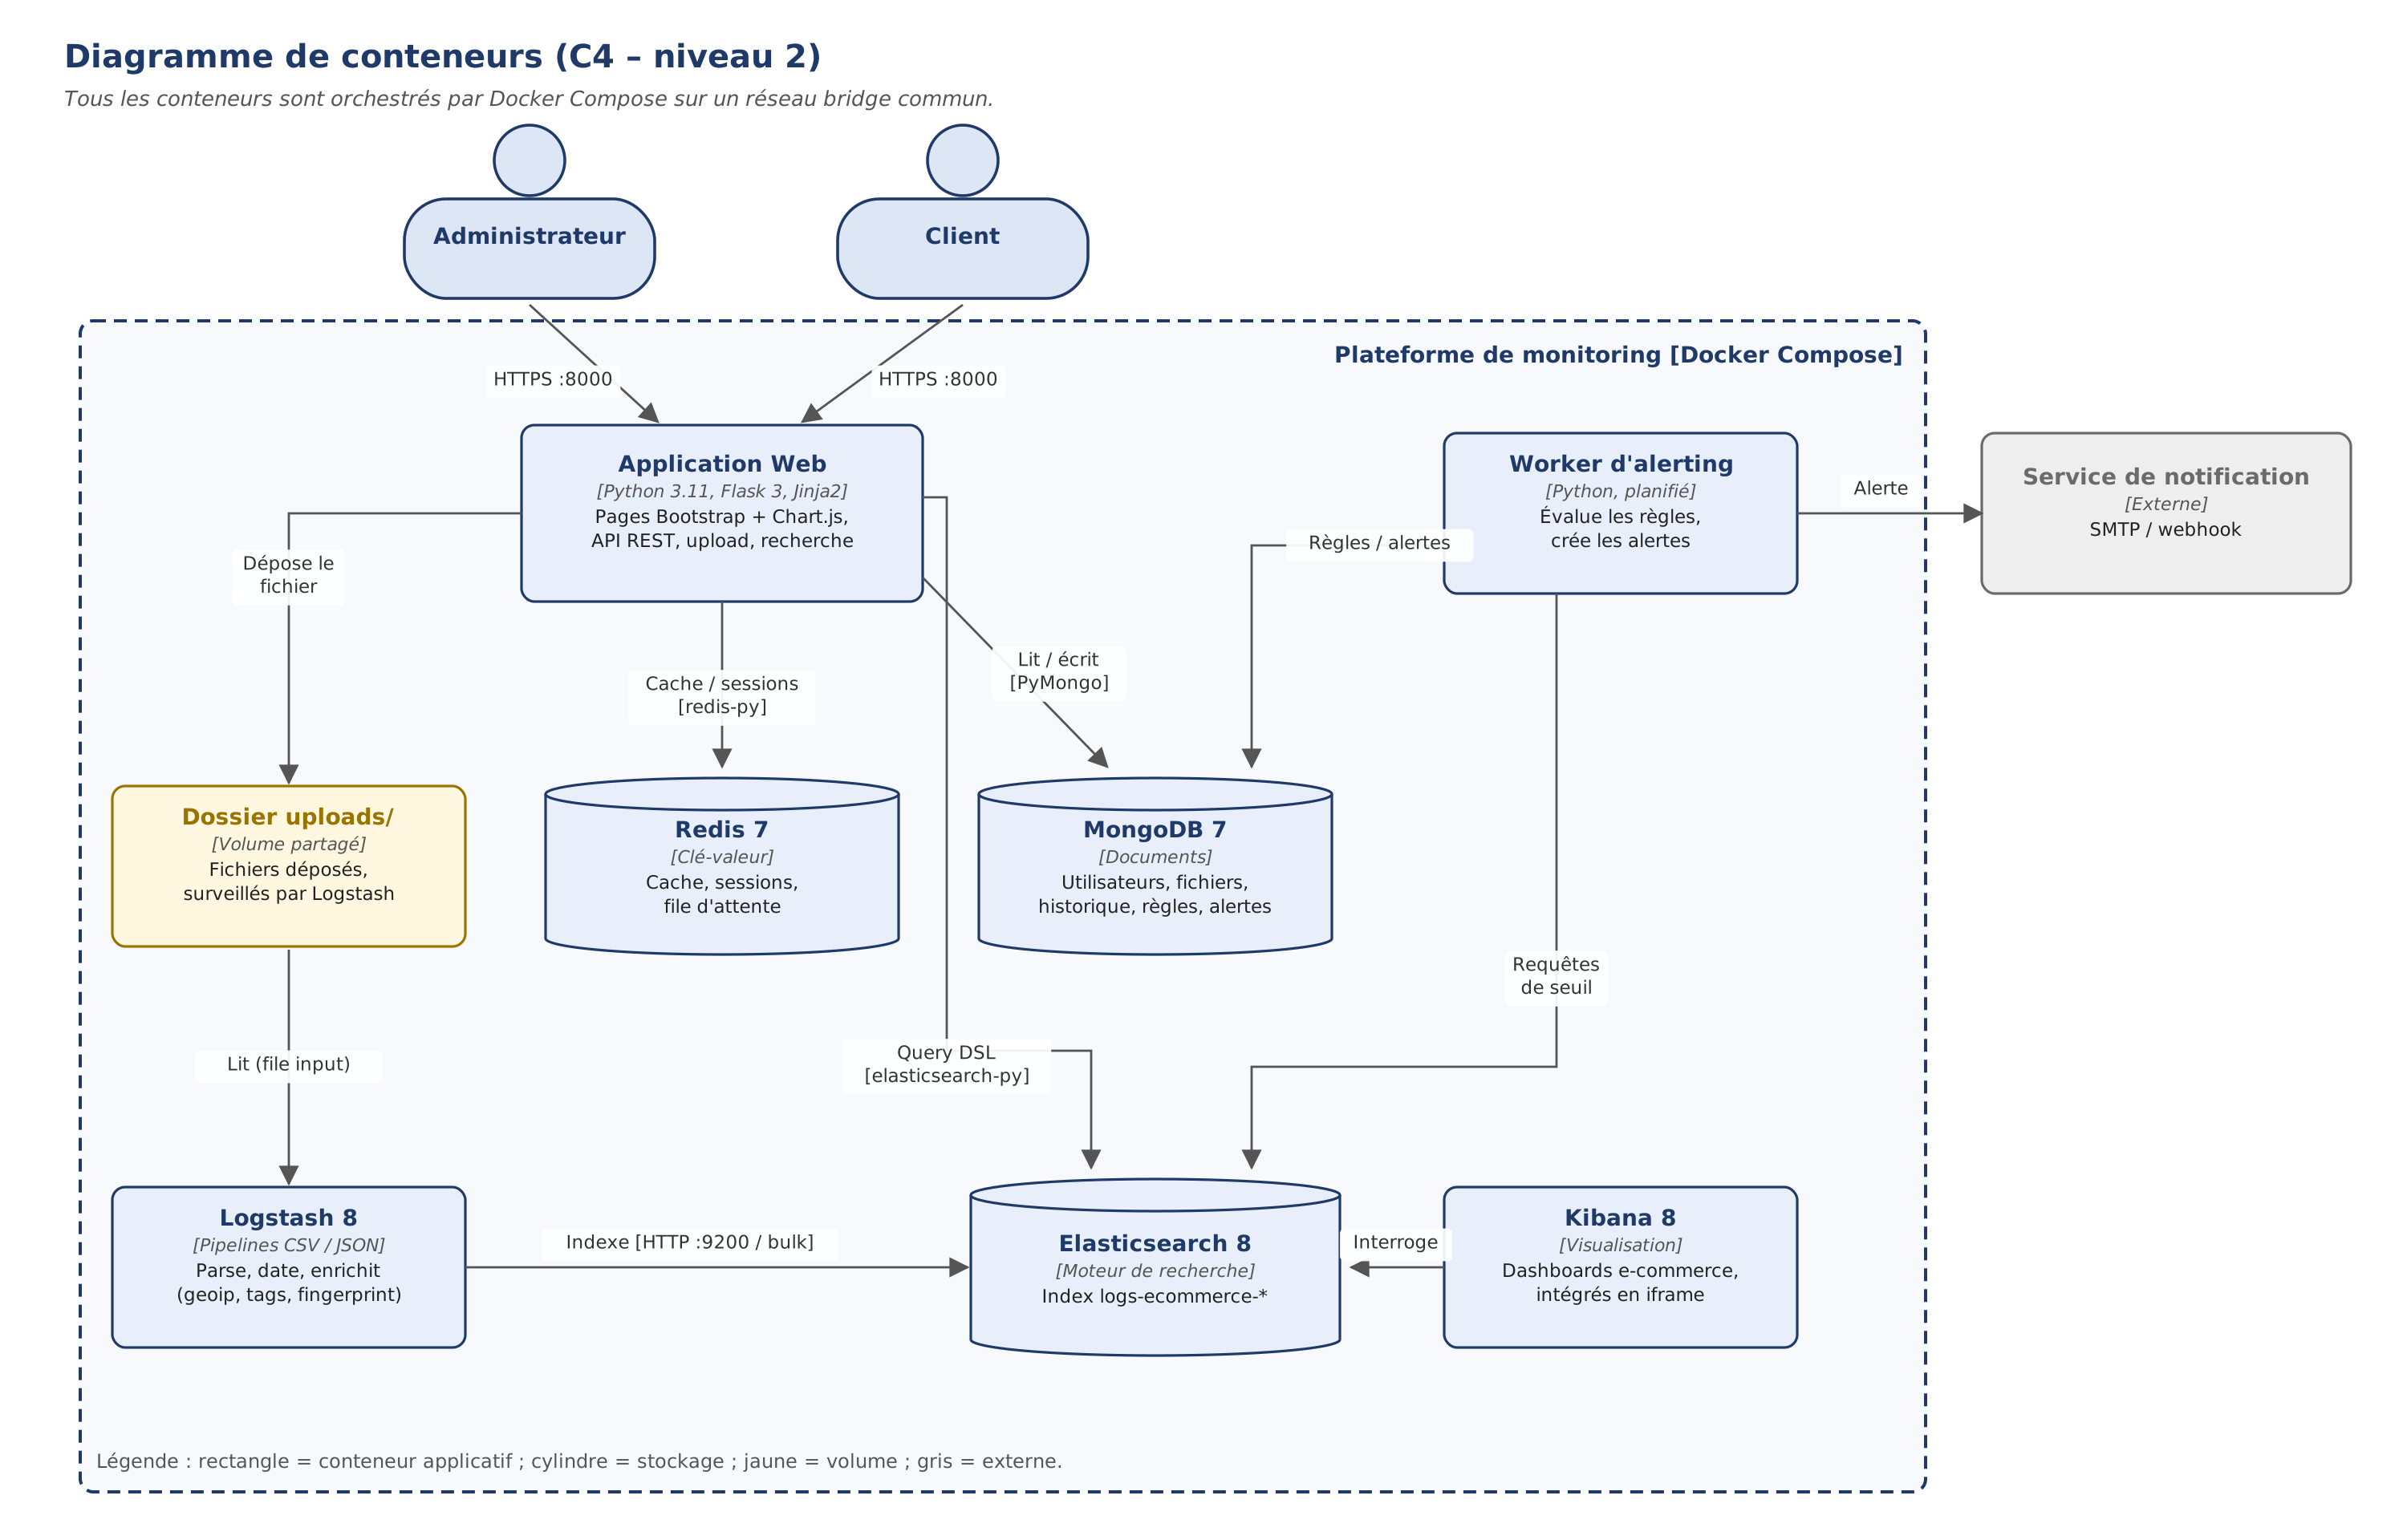 Diagramme de conteneurs (C4 – niveau 2)
Tous les conteneurs sont orchestrés par Docker Compose sur un réseau bridge commun.
Administrateur
Client
Plateforme de monitoring [Docker Compose]
HTTPS :8000
HTTPS :8000
Application Web
[Python 3.11, Flask 3, Jinja2]
Pages Bootstrap + Chart.js,
API REST, upload, recherche
Worker d'alerting
[Python, planifié]
Évalue les règles,
crée les alertes
Alerte
Service de notification
[Externe]
SMTP / webhook
Règles / alertes
Dépose le
fichier
Cache / sessions
[redis-py]
Lit / écrit
[PyMongo]
Dossier uploads/
[Volume partagé]
Fichiers déposés,
surveillés par Logstash
Redis 7
[Clé-valeur]
Cache, sessions,
file d'attente
MongoDB 7
[Documents]
Utilisateurs, fichiers,
historique, règles, alertes
Requêtes
de seuil
Lit (file input)
Query DSL
[elasticsearch-py]
Logstash 8
[Pipelines CSV / JSON]
Parse, date, enrichit
(geoip, tags, fingerprint)
Indexe [HTTP :9200 / bulk]
Elasticsearch 8
[Moteur de recherche]
Index logs-ecommerce-*
Interroge
Kibana 8
[Visualisation]
Dashboards e-commerce,
intégrés en iframe
Légende : rectangle = conteneur applicatif ; cylindre = stockage ; jaune = volume ; gris = externe.